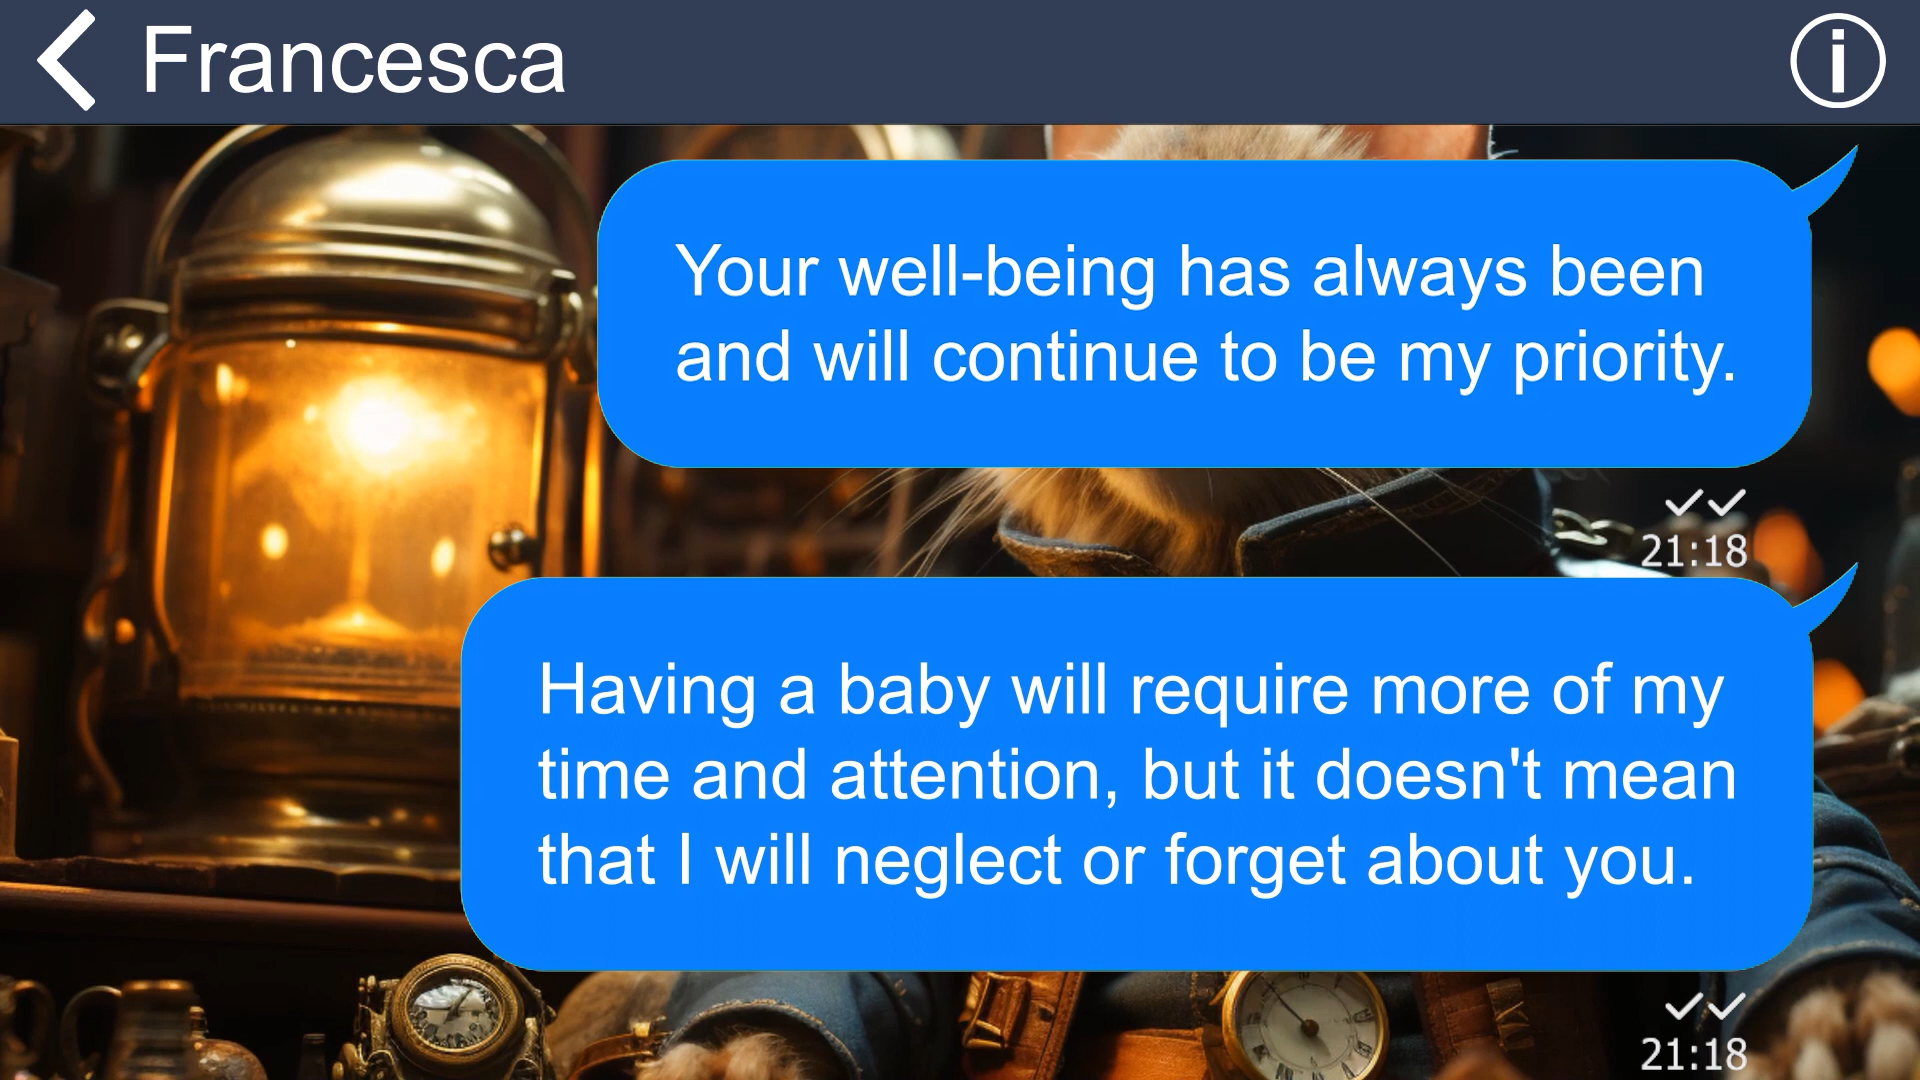 Francesca
Your well-being has always been
and will continue to be my priority.
21:18
Having a baby will require more of my
time and attention, but it doesn't mean
that I will neglect or forget about you.
21:18